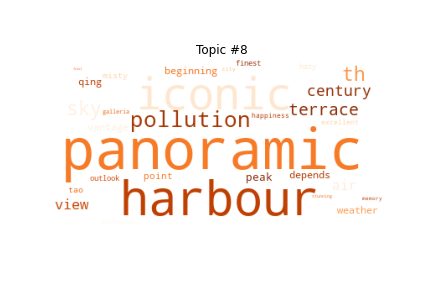 Topic #8
finest
beginning
city
misty
qing
th
iconic
century
sky
galleria
terrace
pollution
happiness
excellent
panoramic
outlook
point
peak
depends
air
tao
harbour
view
stunning
memory
weather